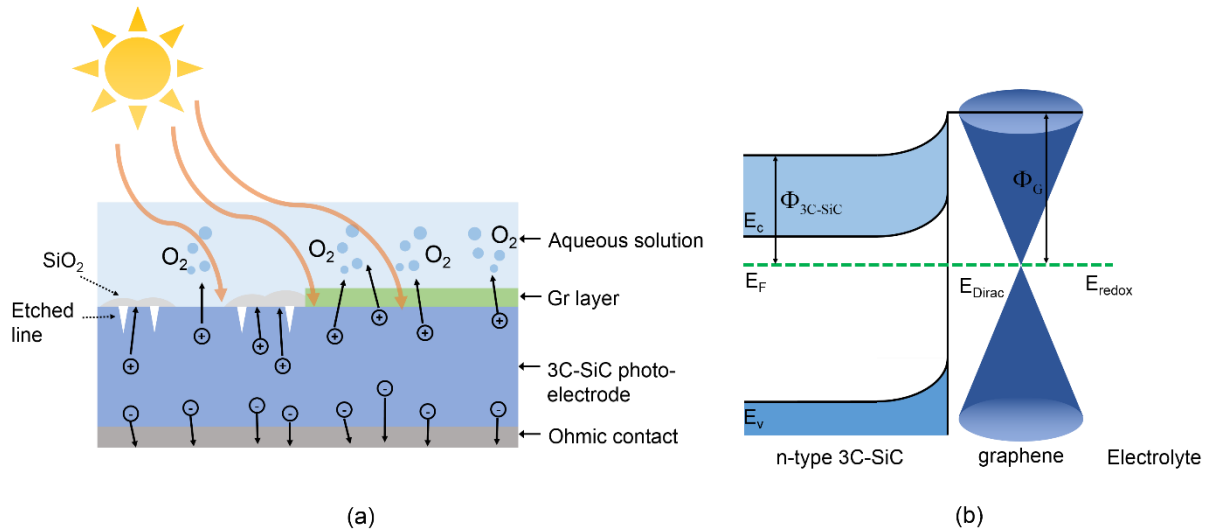 SiO2
Etched
line
O2
O2
O2
O2
Aqueous solution
Gr layer
3C-SiC photo-
electrode
Ohmic contact
+
+
+
+
+
+
+
+
-
-
-
-
-
-
-
-
(a)
Φ3C-SiC
ΦG
Ec
EF
EDirac
Eredox
Ev
n-type 3C-SiC
graphene
Electrolyte
(b)